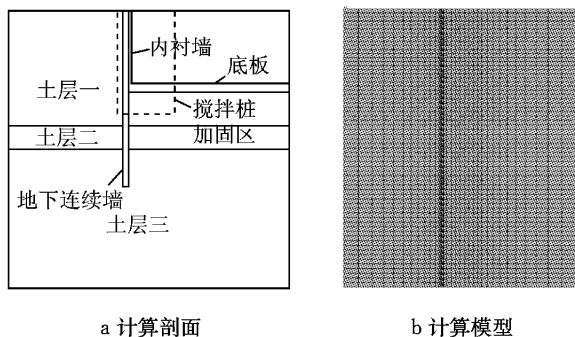 内衬墙
底板
土层一
搅拌桩
土层二
加固区
地下连续墙
土层三
a 计算剖面
b 计算模型